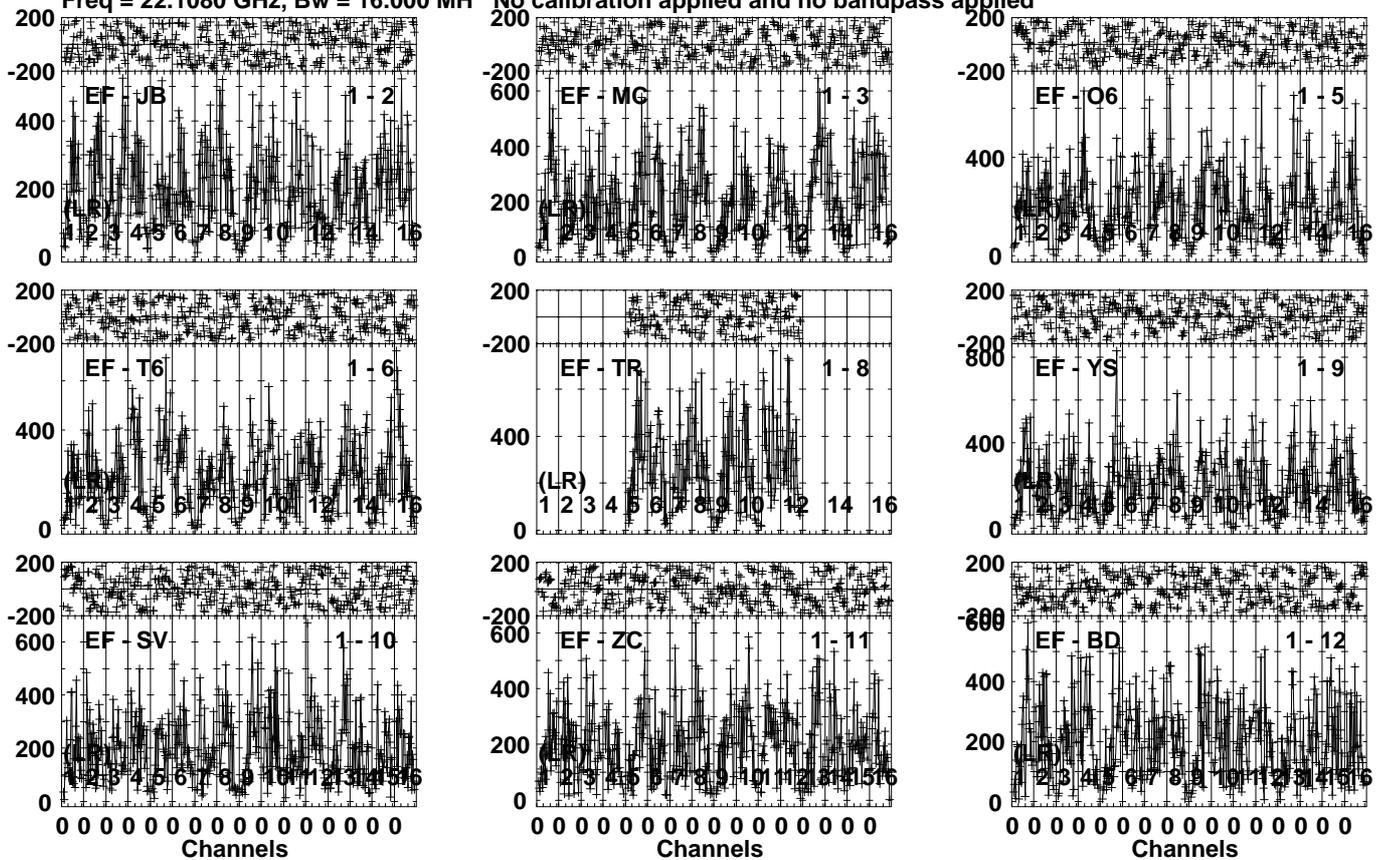 Freq = 22.1080 GHz, Bw = 16.000 MH No calibration applied and no bandpass applied
200 200 200
-200 -200 -200
EF - JB 1 - 2 600 EF - MC 1 - 3 EF - O6 1 - 5
400 400 400
200 200
(LR) (LR) (LR)
1 2 3 4 5 6 7 8 9 10 12 14 16 1 2 3 4 5 6 7 8 9 10 12 14 16 1 2 3 4 5 6 7 8 9 10 12 14 16
0 0 0
200 200 200
-200 -200 -200
EF - T6 1 - 6 EF - TR 1 - 8 800 EF - YS 1 - 9
400 400 400
(LR) (LR) (LR)
1 2 3 4 5 6 7 8 9 10 12 14 16 1 2 3 4 5 6 7 8 9 10 12 14 16 1 2 3 4 5 6 7 8 9 10 12 14 16
0 0 0
200 200 200
-200 -200 -200
600 EF - SV 1 - 10 600 EF - ZC 1 - 11 600 EF - BD 1 - 12
400 400 400
200 200 200
(LR) (LR) (LR)
1 2 3 4 5 6 7 8 9 10 11 12 13 14 15 16 1 2 3 4 5 6 7 8 9 10 11 12 13 14 15 16 1 2 3 4 5 6 7 8 9 10 11 12 13 14 15 16
0 0 0
0 0 0 0 0 0 0 0 0 0 0 0 0 0 0 0 0 0 0 0 0 0 0 0 0 0 0 0 0 0 0 0 0 0 0 0 0 0 0 0 0 0 0 0 0 0 0 0
Channels Channels Channels